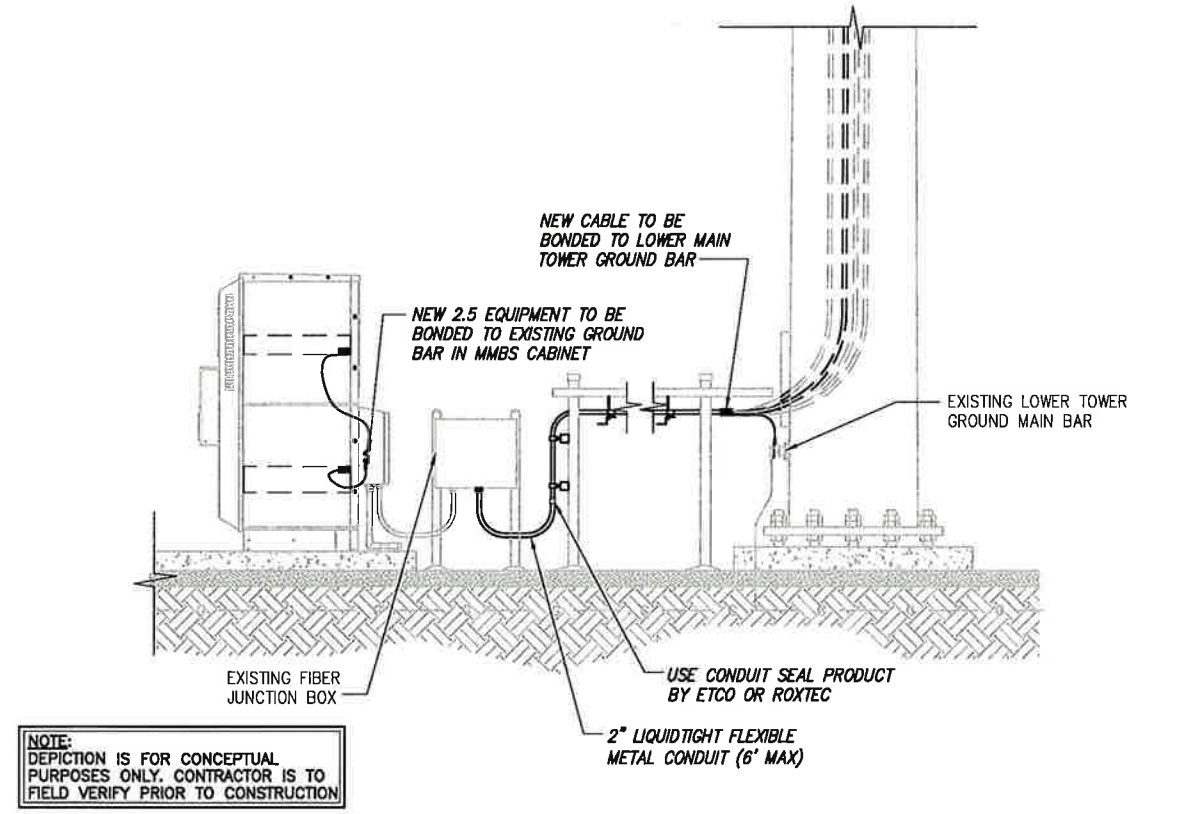 NEW CABLE TO BE
BONDED TO LOWER MAIN
TOWER GROUND BAR
NEW 2.5 EQUIPMENT TO BE
BONDED TO EXISTING GROUND
BAR IN MMBS CABINET
EXISTING LOWER TOWER
GROUND MAIN BAR
EXISTING FIBER
JUNCTION BOX
USE CONDUIT SEAL PRODUCT
BY ETCO OR ROXTEC
2" LIQUIDTIGHT FLEXIBLE
METAL CONDUIT (6' MAX)
NOTE:
DEPICTION IS FOR CONCEPTUAL
PURPOSES ONLY. CONTRACTOR IS TO
FIELD VERIFY PRIOR TO CONSTRUCTION